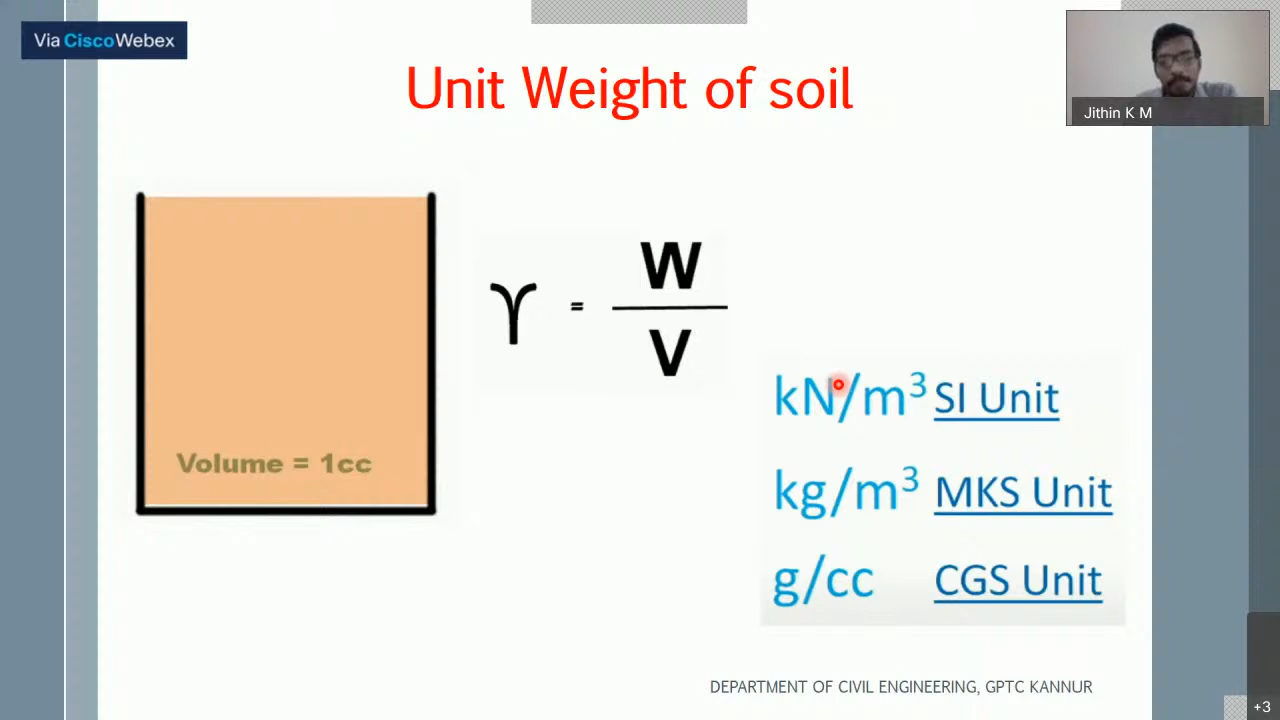 Via CiscoWebex
Unit Weight of soil
Jithin K M
W
ϒ =
V
kN/m³ SI Unit
kg/m³ MKS Unit
Volume = 1cc
g/cc CGS Unit
DEPARTMENT OF CIVIL ENGINEERING, GPTC KANNUR
+3